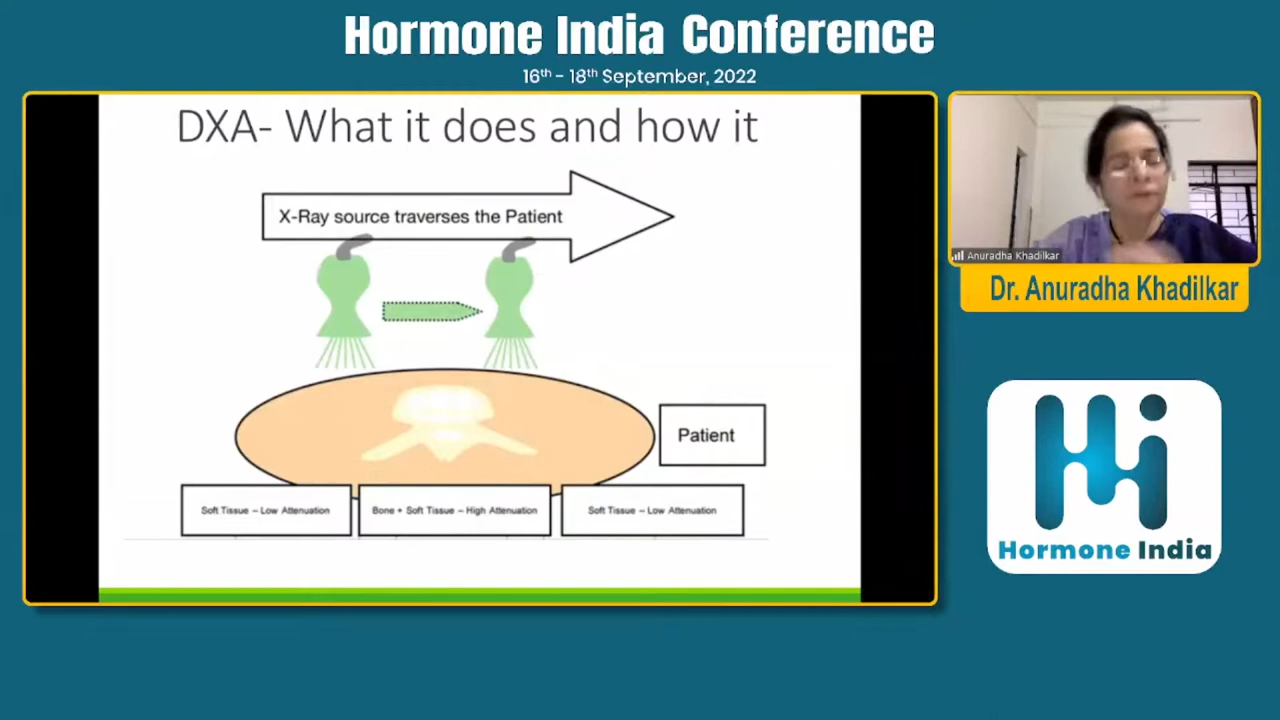 Hormone India Conference
16th - 18th September, 2022
DXA- What it does and how it
X-Ray source traverses the Patient
Patient
Soft Tissue – Low Attenuation
Bone + Soft Tissue – High Attenuation
Soft Tissue – Low Attenuation
Anuradha Khadilkar
Dr. Anuradha Khadilkar
Hi
Hormone India